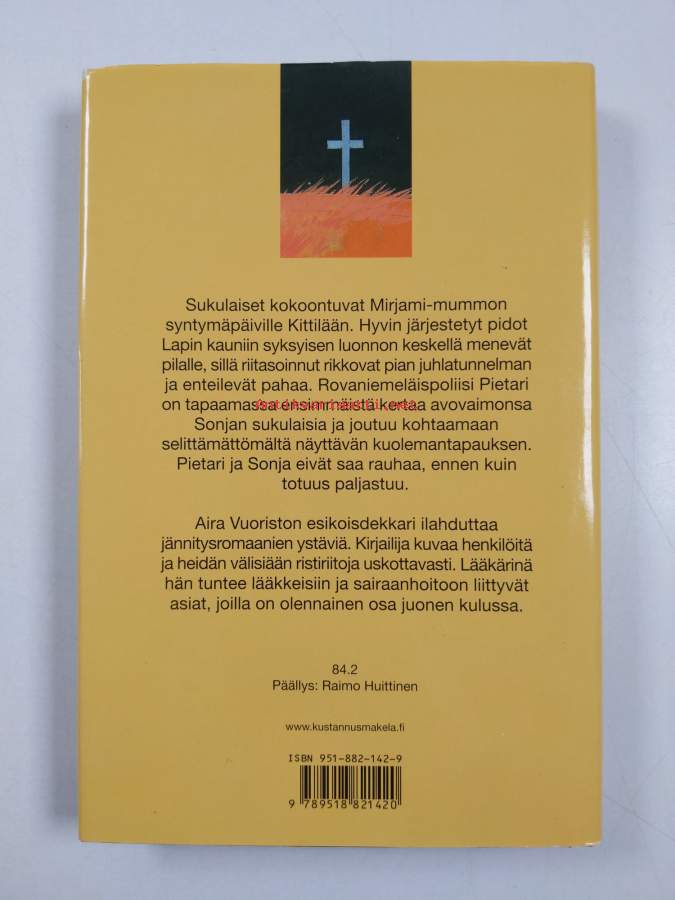 Sukulaiset kokoontuvat Mirjami-mummon
syntymäpäiville Kittilään. Hyvin järjestetyt pidot
Lapin kauniin syksyisen luonnon keskellä menevät
pilalle, sillä riitasoinnut rikkovat pian juhlatunnelman
ja enteilevät pahaa. Rovaniemeläispoliisi Pietari
on tapaamassa ensimmäistä kertaa avovaimonsa
Sonjan sukulaisia ja joutuu kohtaamaan
selittämättömältä näyttävän kuolemantapauksen.
Pietari ja Sonja eivät saa rauhaa, ennen kuin
totuus paljastuu.
Aira Vuoriston esikoisdekkari ilahduttaa
jännitysromaanien ystäviä. Kirjailija kuvaa henkilöitä
ja heidän välisiään ristiriitoja uskottavasti. Lääkärinä
hän tuntee lääkkeisiin ja sairaanhoitoon liittyvät
asiat, joilla on olennainen osa juonen kulussa.
84.2
Päällys: Raimo Huittinen
www.kustannusmakela.fi
ISBN 951-882-142-9
9 789518 821420